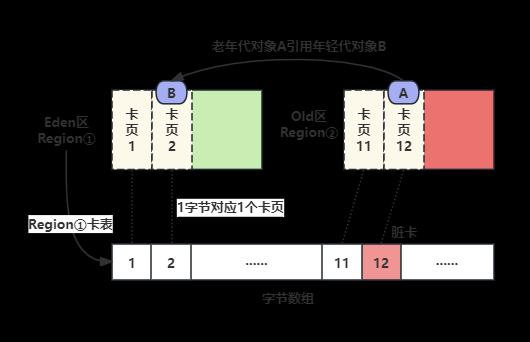 老年代对象A引用年轻代对象B
B
A
Eden区
Region①
卡
页
1
卡
页
2
Old区
Region②
卡
页
11
卡
页
12
1字节对应1个卡页
Region①卡表
脏卡
1
2
......
11
12
......
字节数组